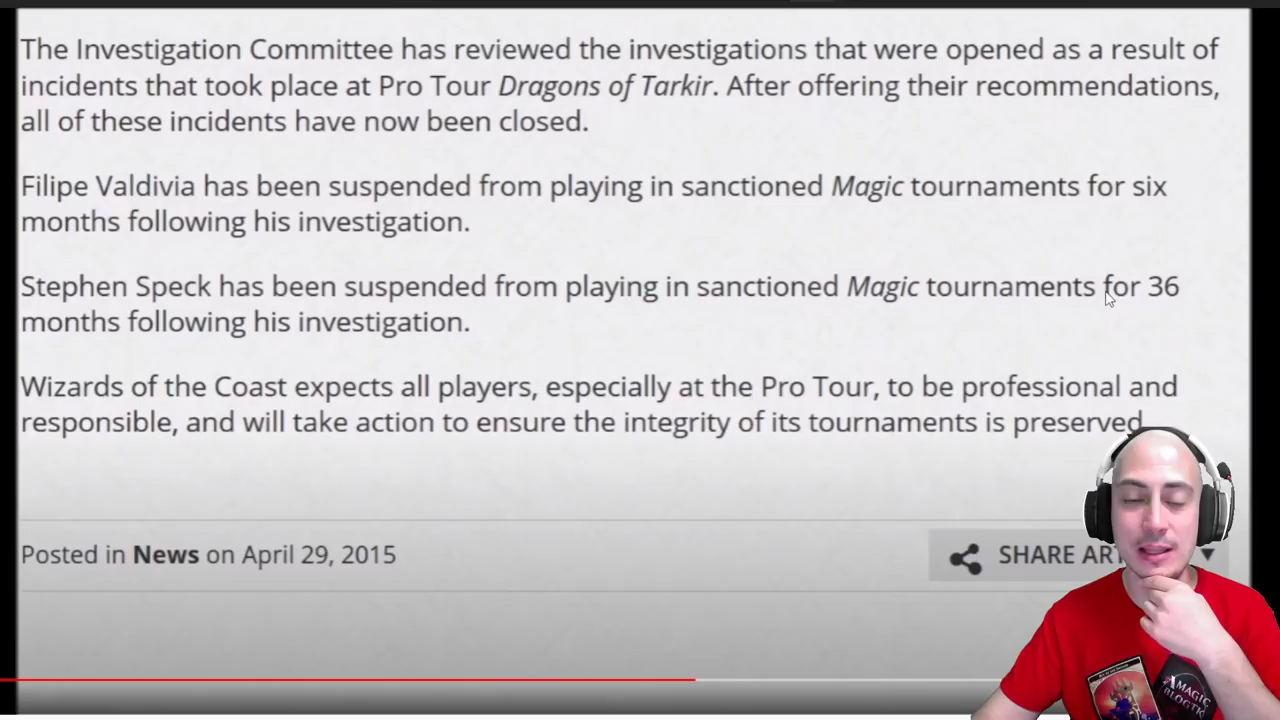 The Investigation Committee has reviewed the investigations that were opened as a result of
incidents that took place at Pro Tour Dragons of Tarkir. After offering their recommendations,
all of these incidents have now been closed.
Filipe Valdivia has been suspended from playing in sanctioned Magic tournaments for six
months following his investigation.
Stephen Speck has been suspended from playing in sanctioned Magic tournaments for 36
months following his investigation.
Wizards of the Coast expects all players, especially at the Pro Tour, to be professional and
responsible, and will take action to ensure the integrity of its tournaments is preserved
Posted in News on April 29, 2015
SHARE ART
MAGIC